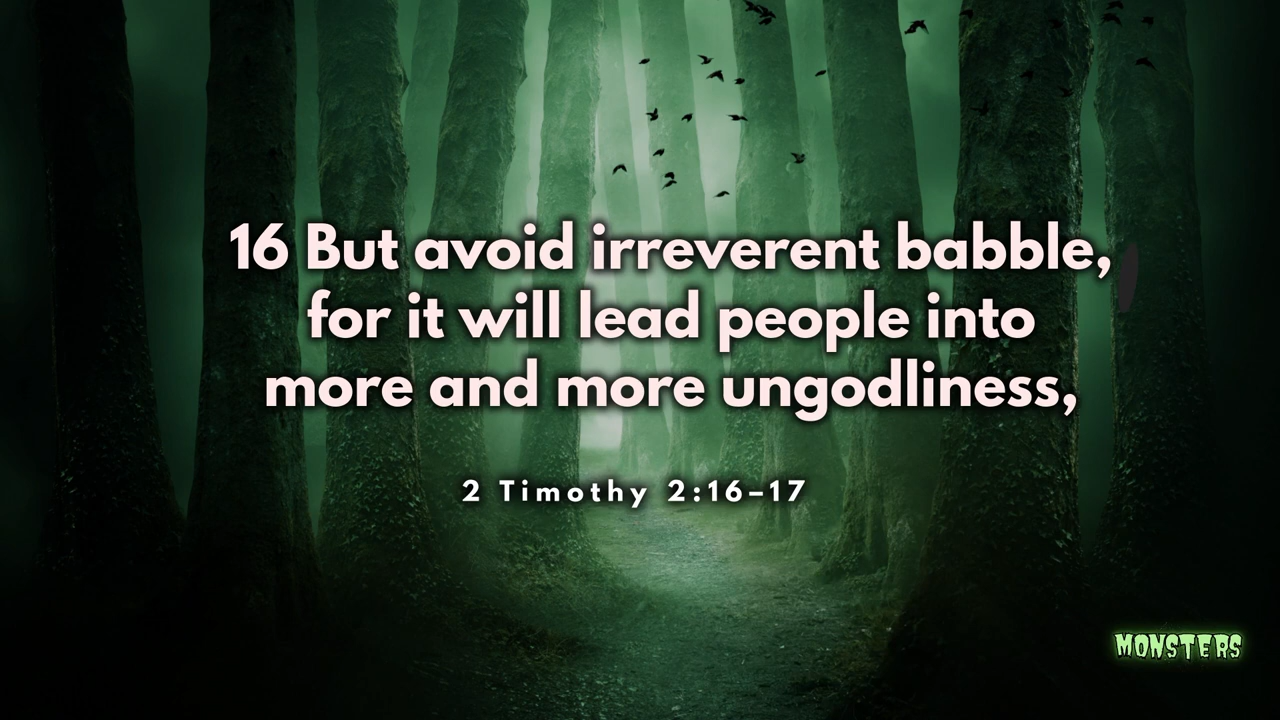 16 But avoid irreverent babble,
for it will lead people into
more and more ungodliness,
2 Timothy 2:16–17
MONSTERS